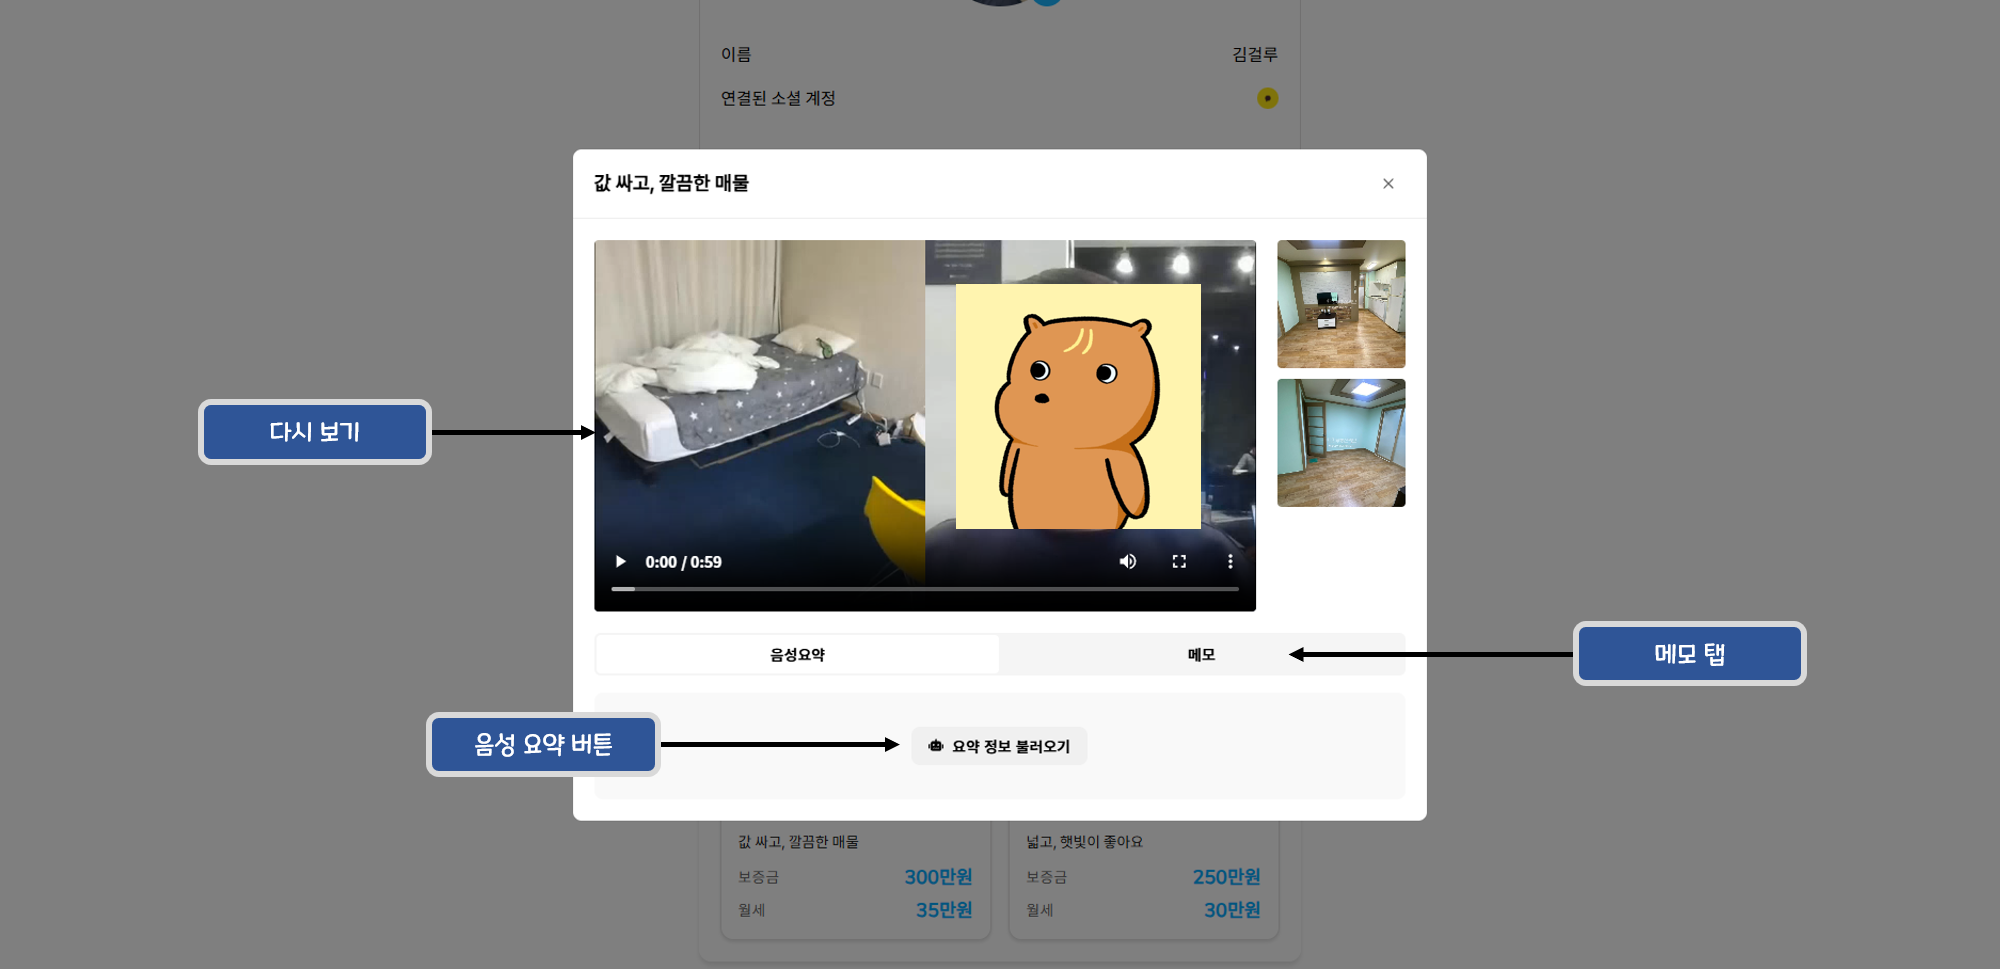 이름
김걸루
연결된 소셜 계정
값 싸고, 깔끔한 매물
다시 보기
0:00 / 0:59
음성요약
메모
메모 탭
음성 요약 버튼
요약 정보 불러오기
값 싸고, 깔끔한 매물
보증금
300만원
월세
35만원
넓고, 햇빛이 좋아요
보증금
250만원
월세
30만원